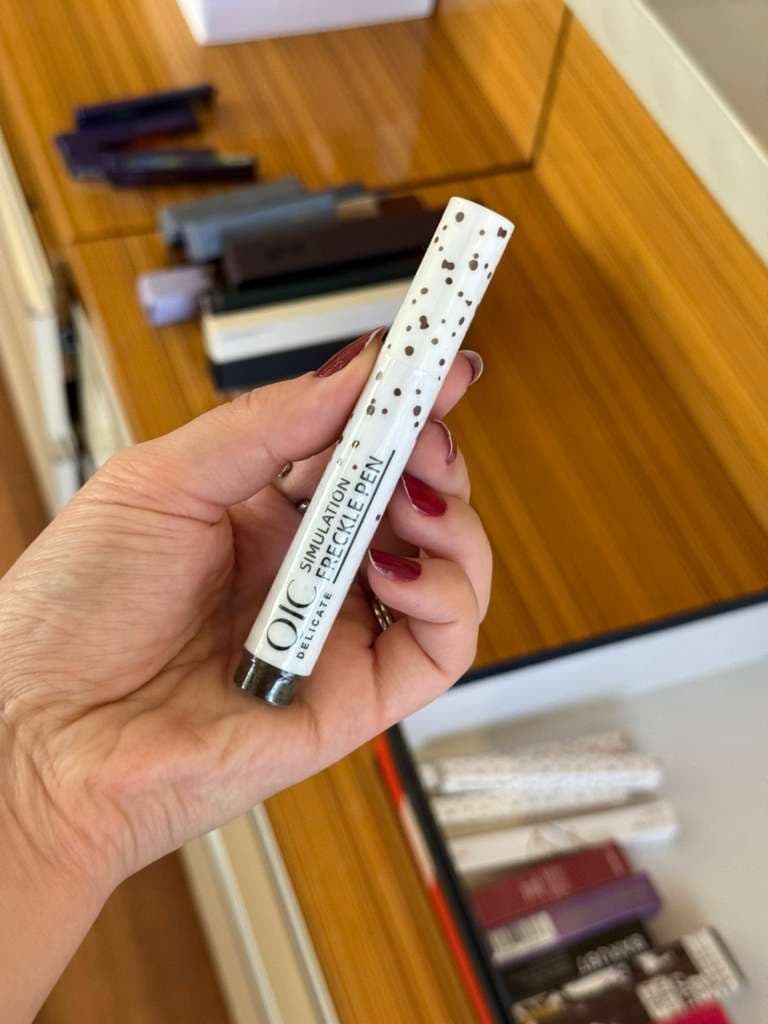 OIC
DELICATE
SIMULATION
FRECKLE PEN